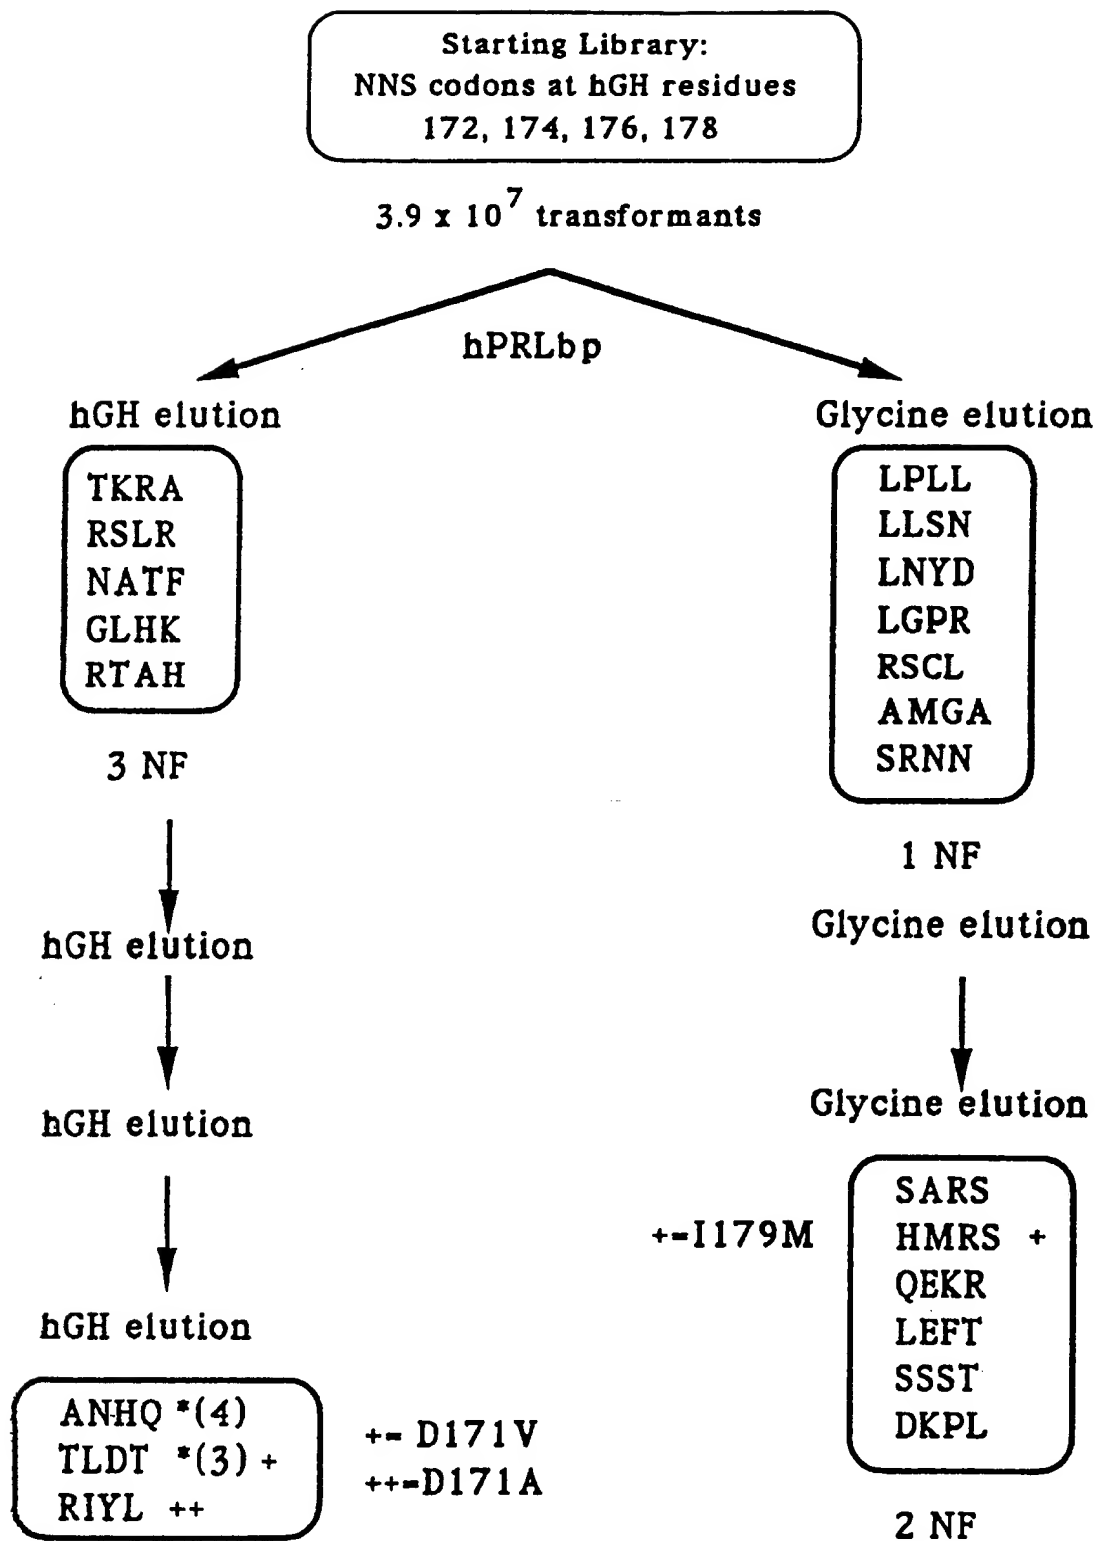 Starting Library:
NNS codons at hGH residues
172, 174, 176, 178
3.9 x 10^7 transformants
hPRLbp
hGH elution
TKRA
RSLR
NATF
GLHK
RTAH
3 NF
hGH elution
hGH elution
hGH elution
ANHQ *(4)
TLDT *(3) +
RIYL ++
+= D171V
++=D171A
Glycine elution
LPLL
LLSN
LNYD
LGPR
RSCL
AMGA
SRNN
1 NF
Glycine elution
Glycine elution
+=I179M
SARS
HMRS +
QEKR
LEFT
SSST
DKPL
2 NF